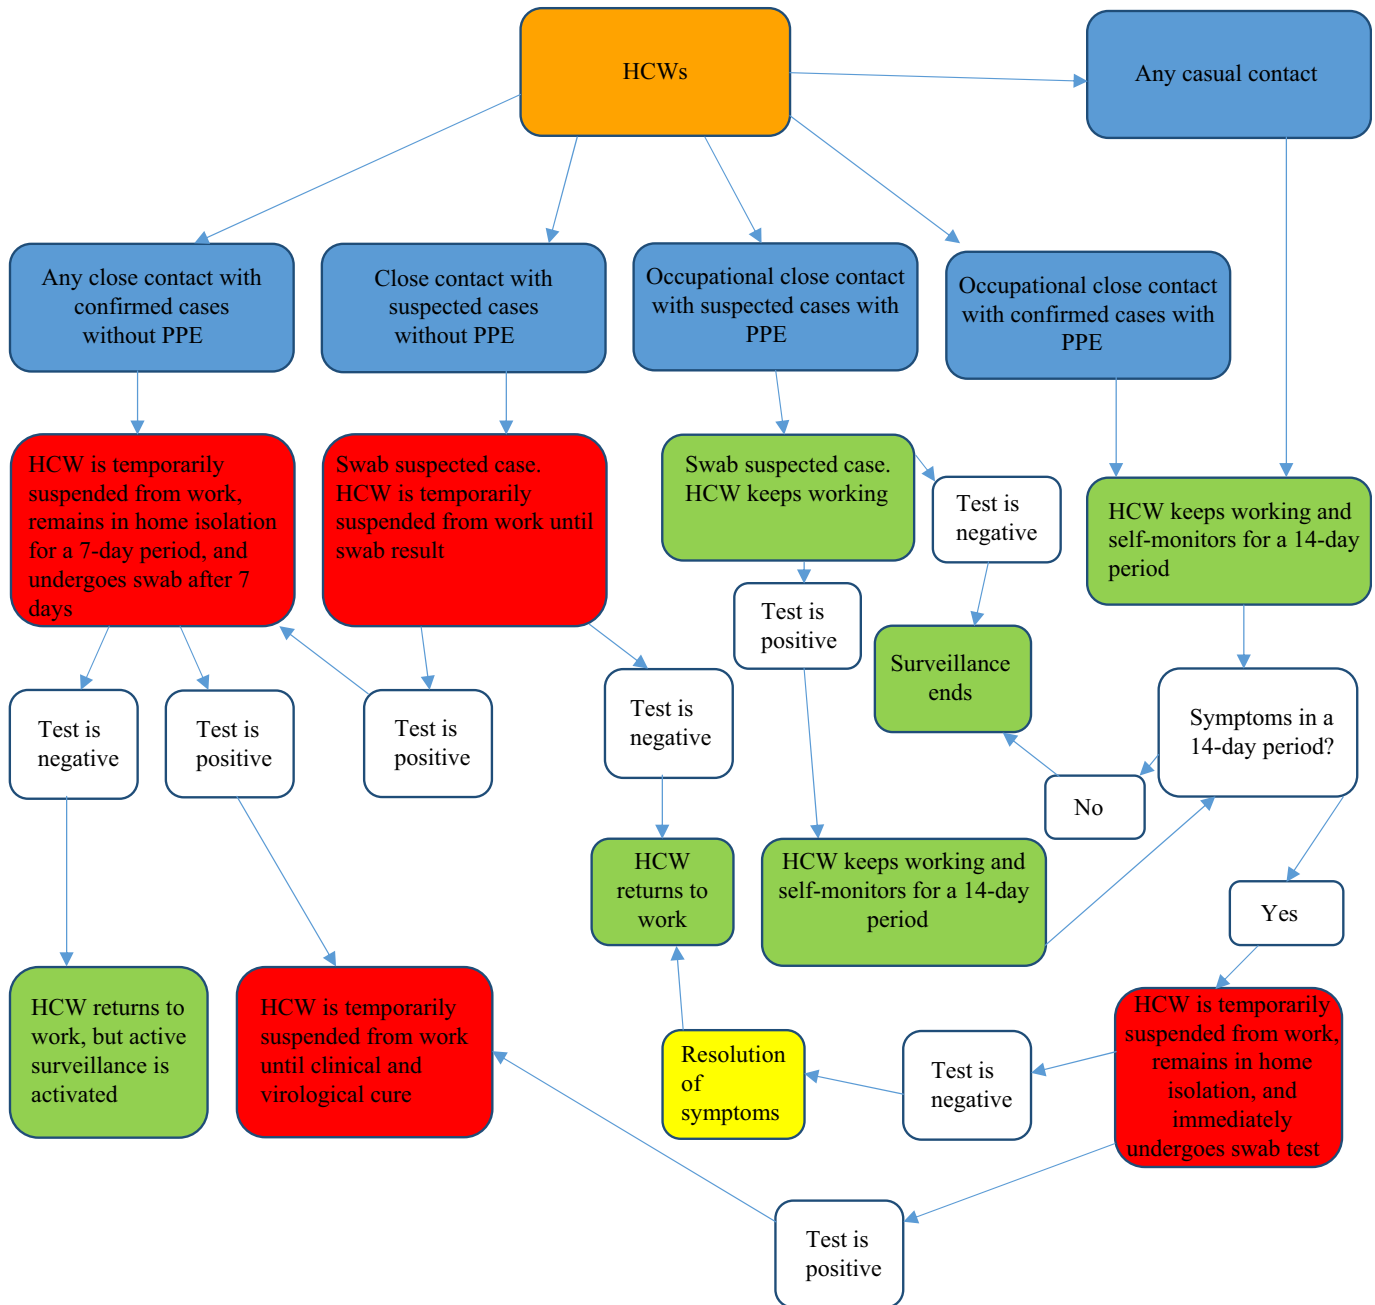 HCWs
Any casual contact
Any close contact with
confirmed cases
without PPE
Close contact with
suspected cases
without PPE
Occupational close contact
with suspected cases with
PPE
Occupational close contact
with confirmed cases with
PPE
HCW is temporarily
suspended from work,
remains in home isolation
for a 7-day period, and
undergoes swab after 7
days
Swab suspected case.
HCW is temporarily
suspended from work until
swab result
Swab suspected case.
HCW keeps working
Test is
negative
HCW keeps working and
self-monitors for a 14-day
period
Test is
positive
Surveillance
ends
Test is
negative
Test is
positive
Test is
positive
Test is
negative
Symptoms in a
14-day period?
No
HCW
returns to
work
HCW keeps working and
self-monitors for a 14-day
period
Yes
HCW returns to
work, but active
surveillance is
activated
HCW is temporarily
suspended from work
until clinical and
virological cure
Resolution
of
symptoms
Test is
negative
HCW is temporarily
suspended from work,
remains in home
isolation, and
immediately
undergoes swab test
Test is
positive